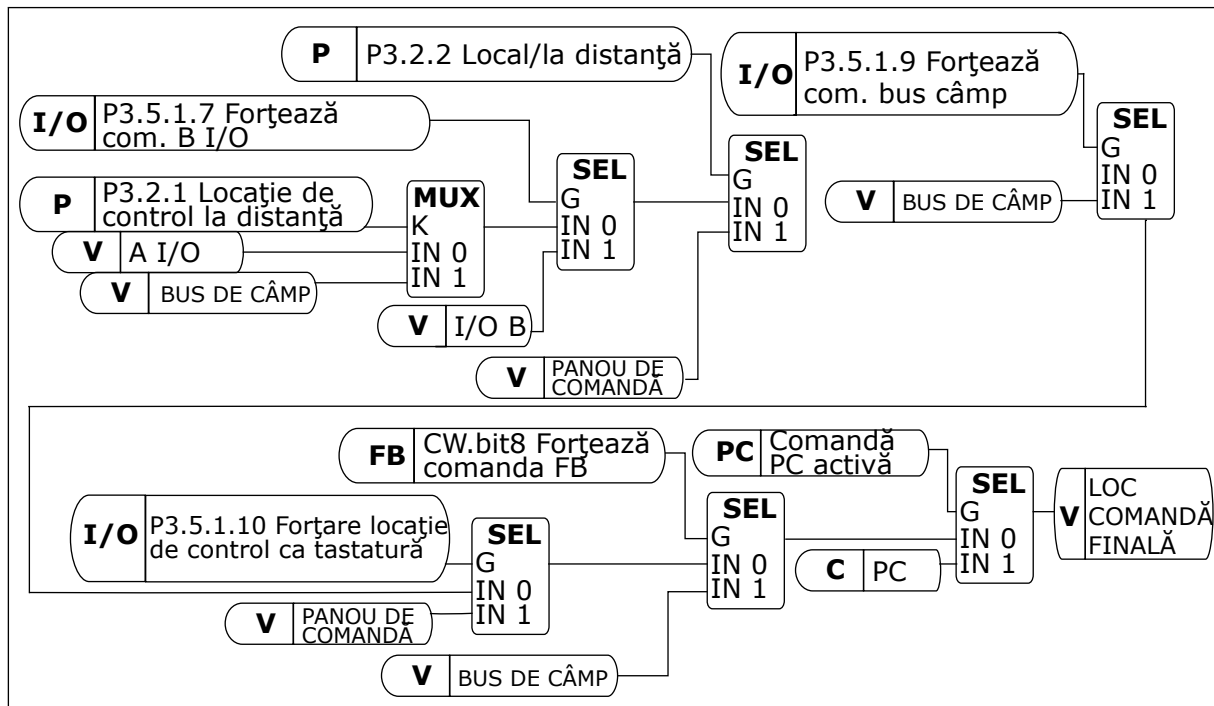 P P3.2.2 Local/la distanţă
I/O P3.5.1.9 Forţează
com. bus câmp
I/O P3.5.1.7 Forţează
com. B I/O
SEL
G
IN 0
IN 1
SEL
G
IN 0
IN 1
SEL
G
IN 0
IN 1
P P3.2.1 Locaţie de
control la distanţă
MUX
K
IN 0
IN 1
V A I/O
V BUS DE CÂMP
V BUS DE CÂMP
V I/O B
V PANOU DE
COMANDĂ
FB CW.bit8 Forţează
comanda FB
PC Comandă
PC activă
I/O P3.5.1.10 Forţare locaţie
de control ca tastatură
SEL
G
IN 0
IN 1
SEL
G
IN 0
IN 1
SEL
G
IN 0
IN 1
V LOC
COMANDĂ
FINALĂ
C PC
V PANOU DE
COMANDĂ
V BUS DE CÂMP